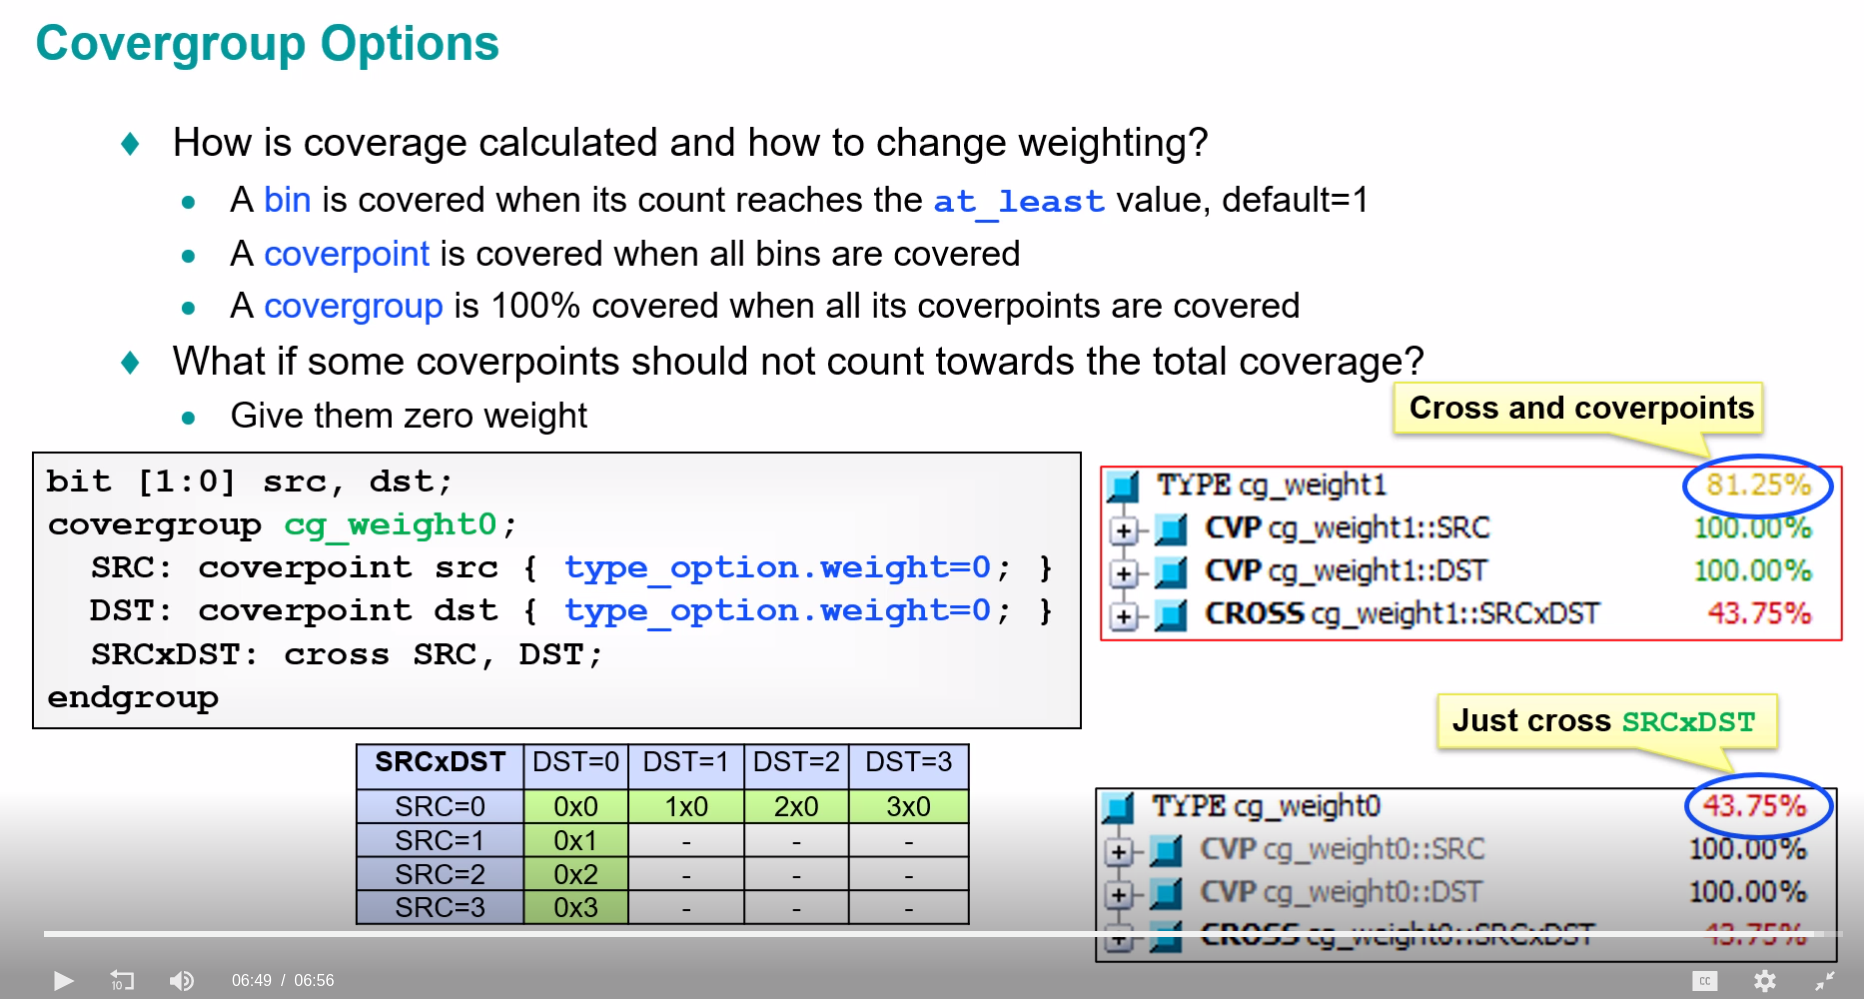 Covergroup Options
How is coverage calculated and how to change weighting?
A bin is covered when its count reaches the at_least value, default=1
A coverpoint is covered when all bins are covered
A covergroup is 100% covered when all its coverpoints are covered
What if some coverpoints should not count towards the total coverage?
Give them zero weight
bit [1:0] src, dst;
covergroup cg_weight0;
SRC: coverpoint src { type_option.weight=0; }
DST: coverpoint dst { type_option.weight=0; }
SRCxDST: cross SRC, DST;
endgroup
Cross and coverpoints
TYPE cg_weight1 81.25%
CVP cg_weight1::SRC 100.00%
CVP cg_weight1::DST 100.00%
CROSS cg_weight1::SRCxDST 43.75%
SRCxDST DST=0 DST=1 DST=2 DST=3
SRC=0 0x0 1x0 2x0 3x0
SRC=1 0x1 - - -
SRC=2 0x2 - - -
SRC=3 0x3 - - -
Just cross SRCxDST
TYPE cg_weight0 43.75%
CVP cg_weight0::SRC 100.00%
CVP cg_weight0::DST 100.00%
CROSS cg_weight0::SRCxDST 43.75%
10 06:49 / 06:56 CC